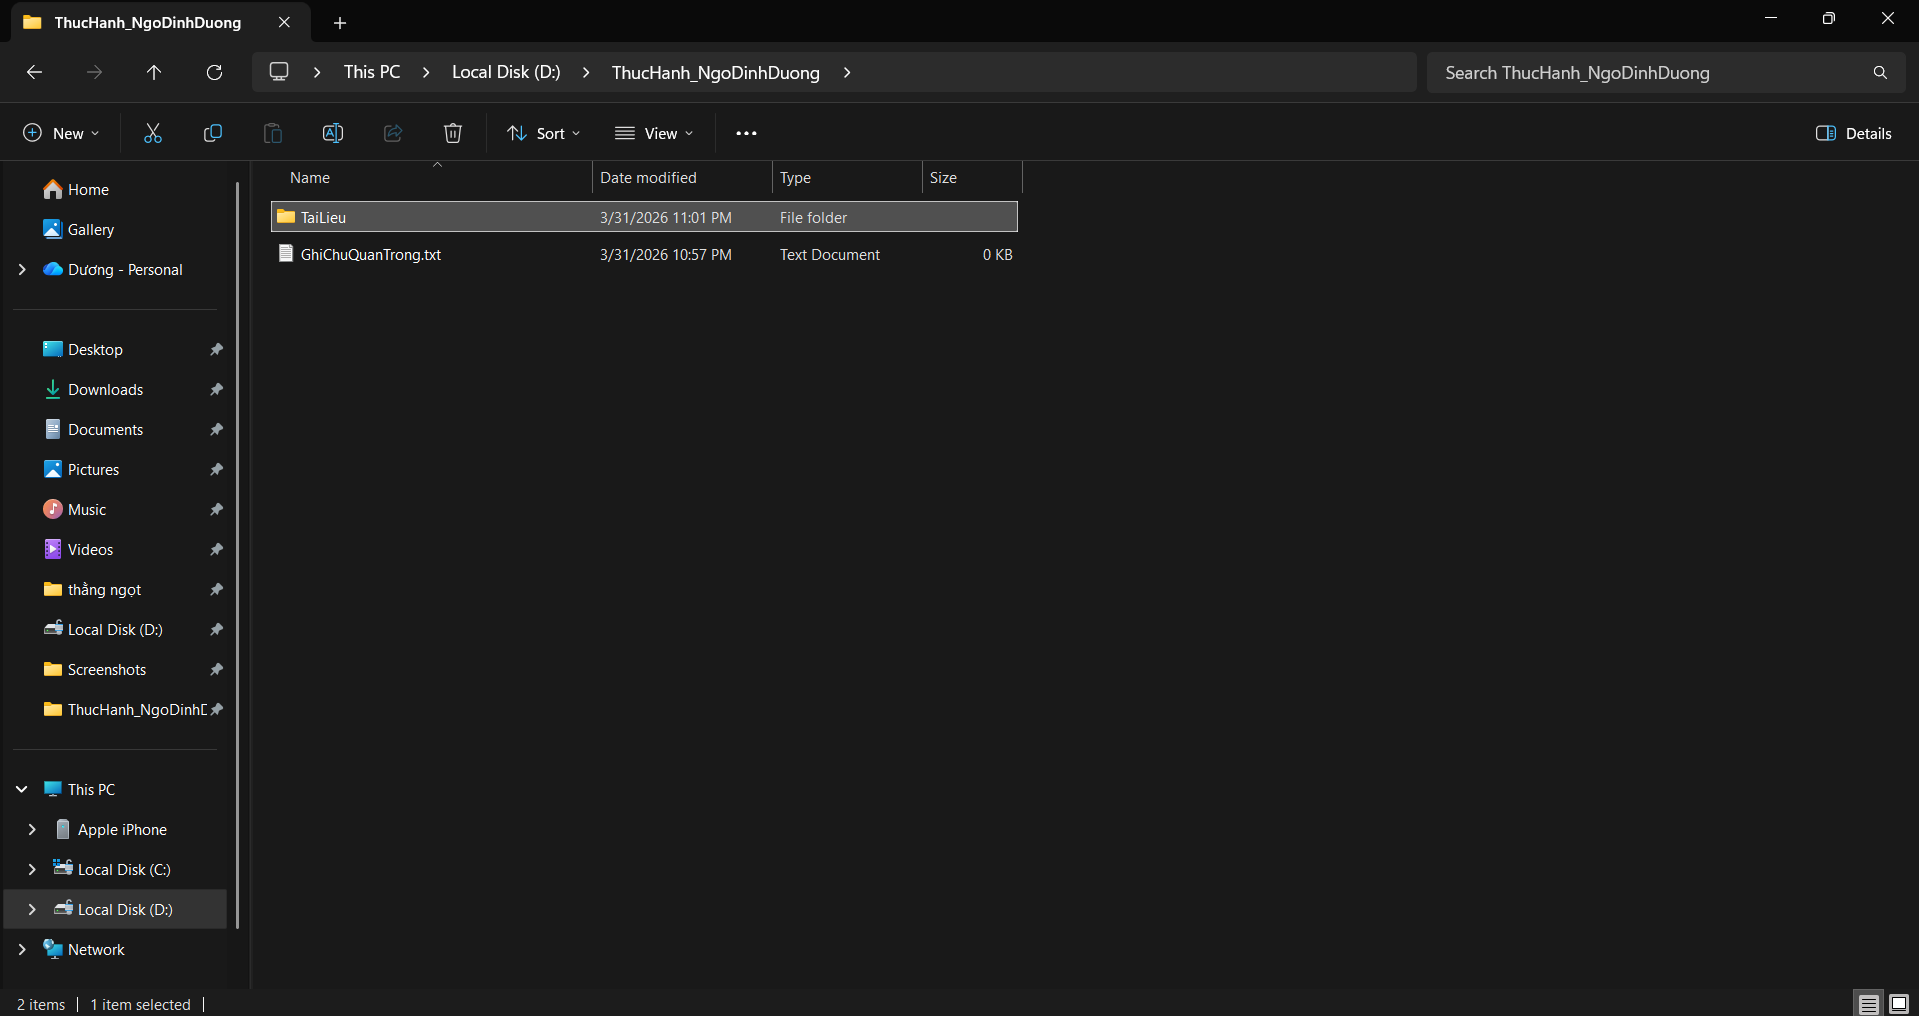 ThucHanh_NgoDinhDuong
This PC
Local Disk (D:)
ThucHanh_NgoDinhDuong
Search ThucHanh_NgoDinhDuong
New
Sort
View
Details
Name
Date modified
Type
Size
TaiLieu
3/31/2026 11:01 PM
File folder
GhiChuQuanTrong.txt
3/31/2026 10:57 PM
Text Document
0 KB
Home
Gallery
Dương - Personal
Desktop
Downloads
Documents
Pictures
Music
Videos
thằng ngọt
Local Disk (D:)
Screenshots
ThucHanh_NgoDinhD
This PC
Apple iPhone
Local Disk (C:)
Local Disk (D:)
Network
2 items
1 item selected